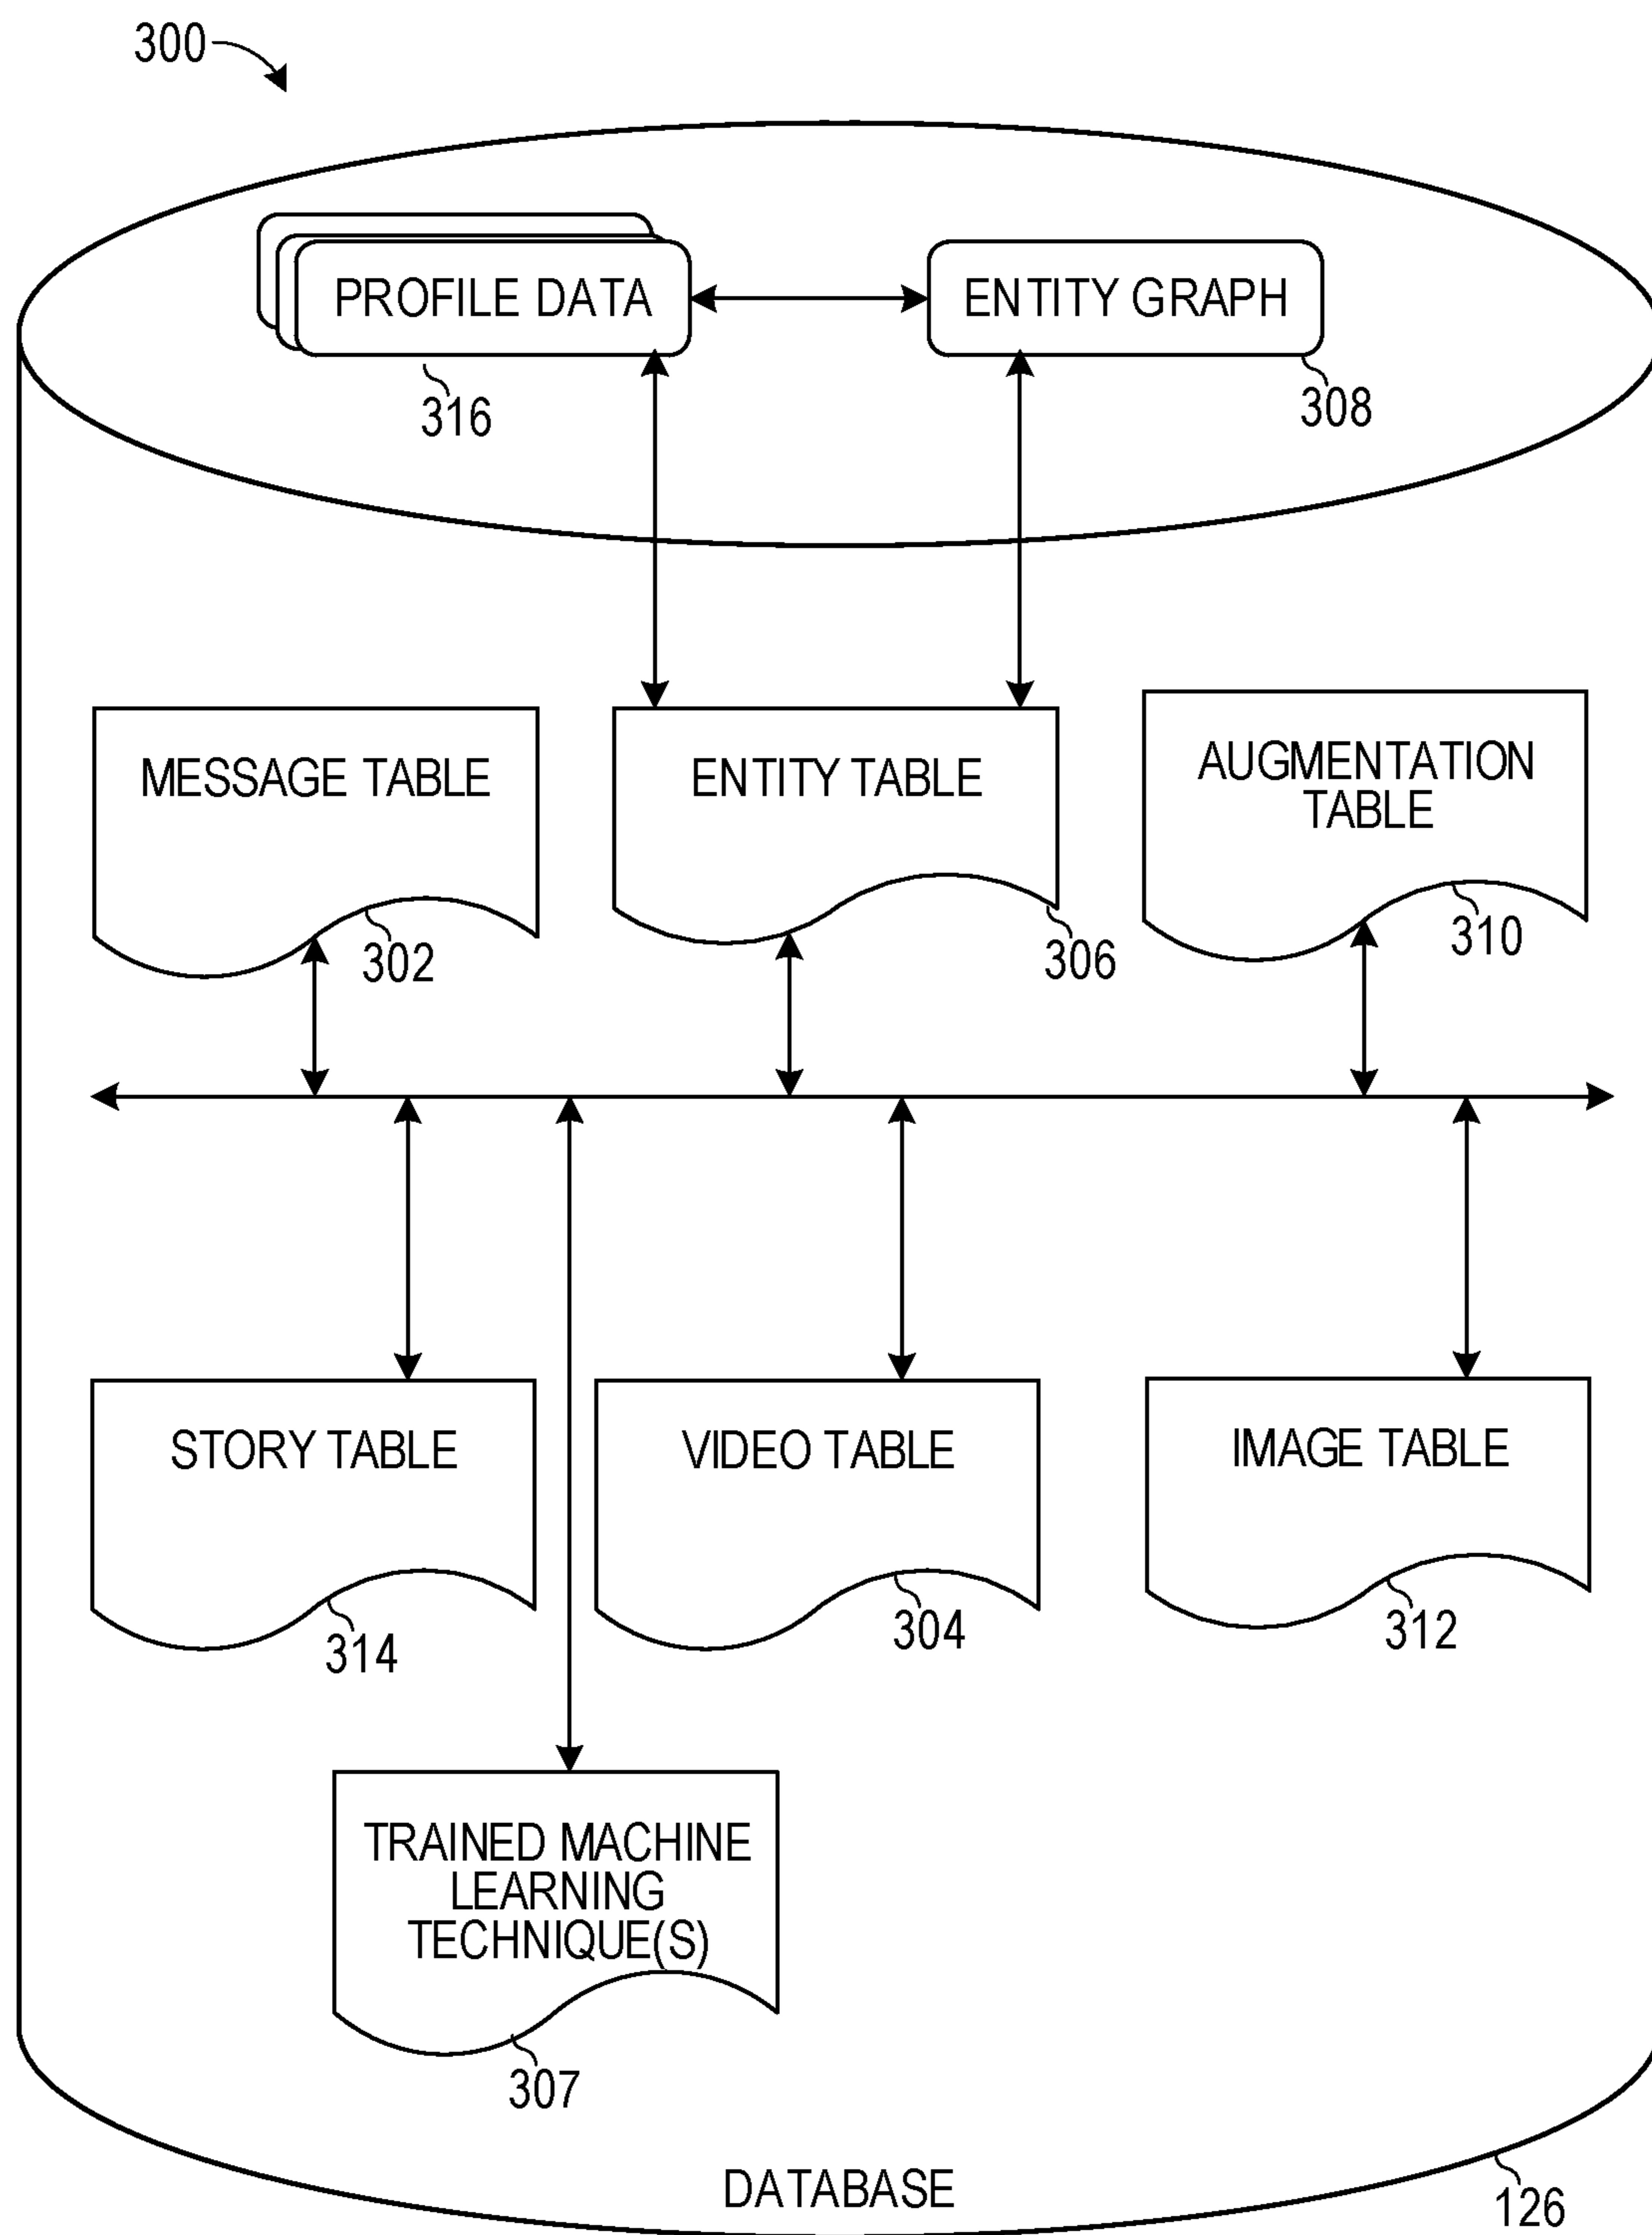 300
PROFILE DATA
ENTITY GRAPH
316
308
MESSAGE TABLE
ENTITY TABLE
AUGMENTATION
TABLE
302
306
310
STORY TABLE
VIDEO TABLE
IMAGE TABLE
314
304
312
TRAINED MACHINE
LEARNING
TECHNIQUE(S)
307
DATABASE
126